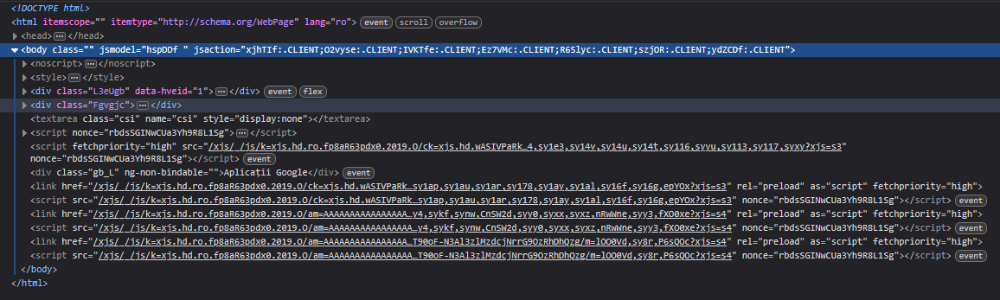 <!DOCTYPE html>
<html itemscope="" itemtype="http://schema.org/WebPage" lang="ro"> event scroll overflow
<head> ⋯ </head>
<body class="" jsmodel="hspDDf " jsaction="xjhTIf:.CLIENT;O2vyse:.CLIENT;IVKTfe:.CLIENT;Ez7VMc:.CLIENT;R6Slyc:.CLIENT;szjOR:.CLIENT;ydZCDf:.CLIENT">
<noscript> ⋯ </noscript>
<style> ⋯ </style>
<div class="L3eUgb" data-hveid="1"> ⋯ </div> event flex
<div class="Fgvgjc"> ⋯ </div>
<textarea class="csi" name="csi" style="display:none"></textarea>
<script nonce="rbdsSGINwCUa3Yh9R8L1Sg"> ⋯ </script>
<script fetchpriority="high" src="/xjs/_/js/k=xjs.hd.ro.fp8aR63pdx0.2019.O/ck=xjs.hd.wASIVPaRk…4,sy1e3,sy14v,sy14u,sy14t,sy116,syyu,sy113,sy117,syxy?xjs=s3"
nonce="rbdsSGINwCUa3Yh9R8L1Sg"></script> event
<div class="gb_L" ng-non-bindable="">Aplicații Google</div> event
<link href="/xjs/_/js/k=xjs.hd.ro.fp8aR63pdx0.2019.O/ck=xjs.hd.wASIVPaRk…sy1ap,sy1au,sy1ar,sy178,sy1ay,sy1al,sy16f,sy16g,epYOx?xjs=s3" rel="preload" as="script" fetchpriority="high">
<script src="/xjs/_/js/k=xjs.hd.ro.fp8aR63pdx0.2019.O/ck=xjs.hd.wASIVPaRk…sy1ap,sy1au,sy1ar,sy178,sy1ay,sy1al,sy16f,sy16g,epYOx?xjs=s3" nonce="rbdsSGINwCUa3Yh9R8L1Sg"></script> event
<link href="/xjs/_/js/k=xjs.hd.ro.fp8aR63pdx0.2019.O/am=AAAAAAAAAAAAAAAAA…y4,sykf,synw,CnSW2d,syy0,syxx,syxz,nRwWne,syy3,fXO0xe?xjs=s4" rel="preload" as="script" fetchpriority="high">
<script src="/xjs/_/js/k=xjs.hd.ro.fp8aR63pdx0.2019.O/am=AAAAAAAAAAAAAAAAA…y4,sykf,synw,CnSW2d,syy0,syxx,syxz,nRwWne,syy3,fXO0xe?xjs=s4" nonce="rbdsSGINwCUa3Yh9R8L1Sg"></script> event
<link href="/xjs/_/js/k=xjs.hd.ro.fp8aR63pdx0.2019.O/am=AAAAAAAAAAAAAAAAA…T90oF-N3Al3zlMzdcjNrrG9OzRhDhQzg/m=lOO0Vd,sy8r,P6sQOc?xjs=s4" rel="preload" as="script" fetchpriority="high">
<script src="/xjs/_/js/k=xjs.hd.ro.fp8aR63pdx0.2019.O/am=AAAAAAAAAAAAAAAAA…T90oF-N3Al3zlMzdcjNrrG9OzRhDhQzg/m=lOO0Vd,sy8r,P6sQOc?xjs=s4" nonce="rbdsSGINwCUa3Yh9R8L1Sg"></script> event
</body>
</html>